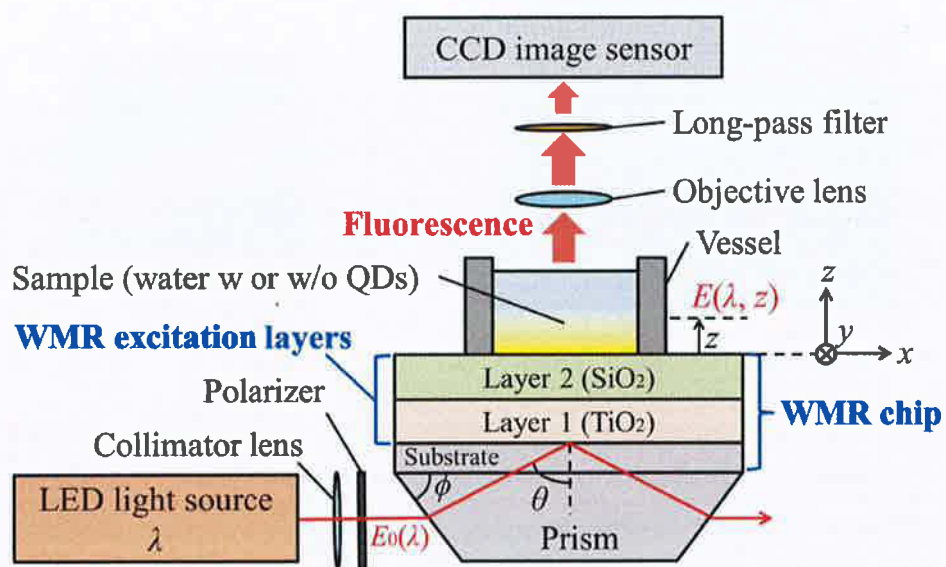 CCD image sensor
Long-pass filter
Objective lens
Fluorescence
Vessel
Sample (water w or w/o QDs)
E(λ, z)
z
z
y
x
WMR excitation layers
Layer 2 (SiO₂)
Polarizer
WMR chip
Layer 1 (TiO₂)
Collimator lens
Substrate
ϕ
θ
LED light source
λ
E₀(λ)
Prism